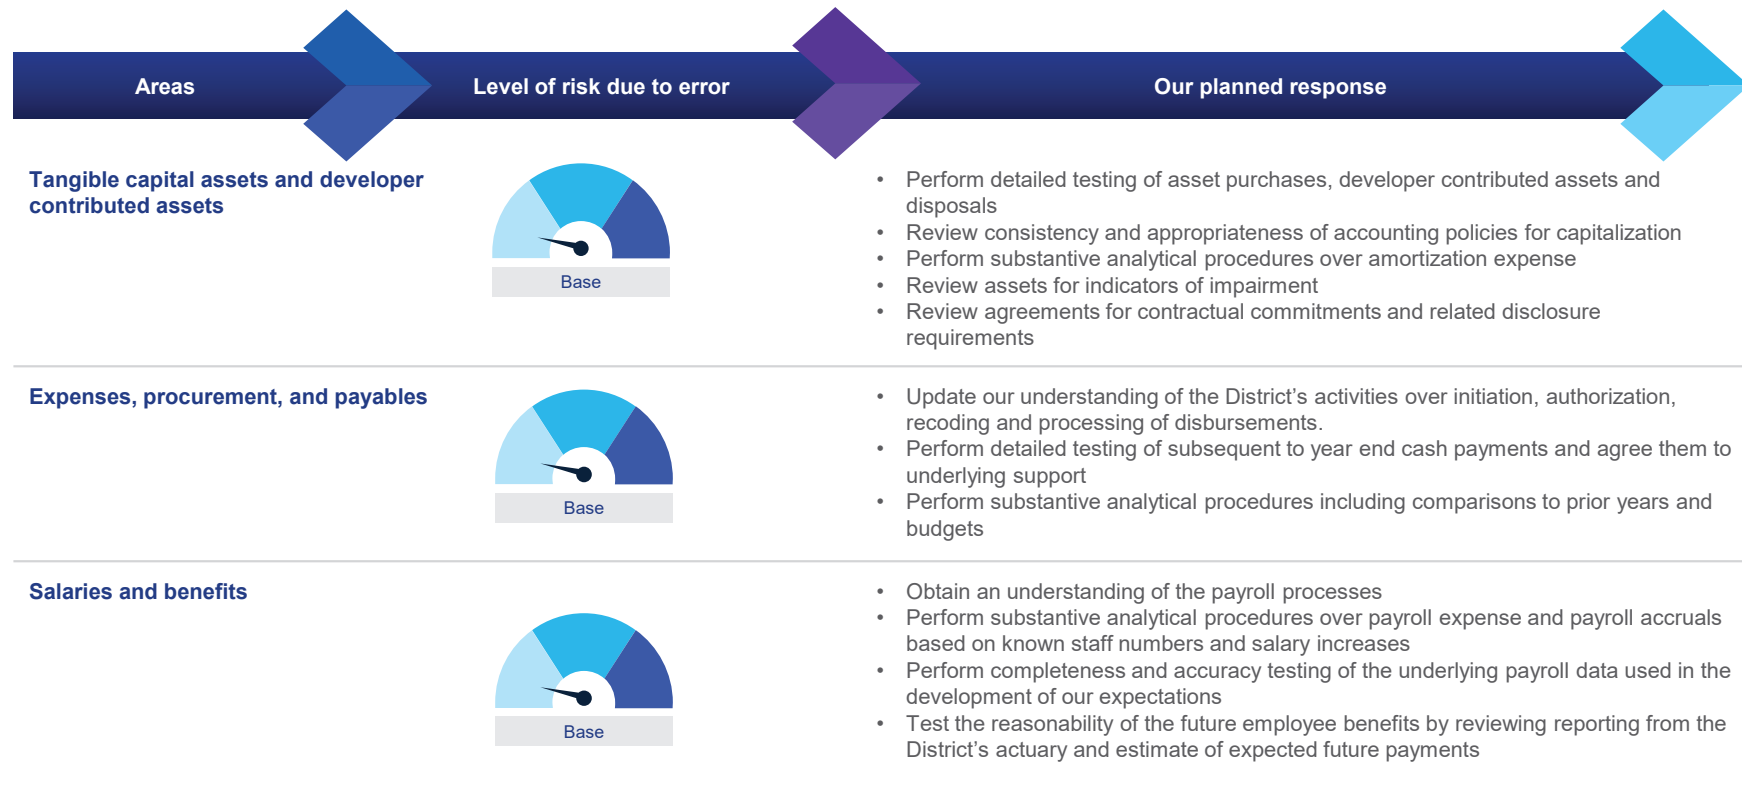 Areas
Level of risk due to error
Our planned response
Tangible capital assets and developer
contributed assets
Base
• Perform detailed testing of asset purchases, developer contributed assets and
disposals
• Review consistency and appropriateness of accounting policies for capitalization
• Perform substantive analytical procedures over amortization expense
• Review assets for indicators of impairment
• Review agreements for contractual commitments and related disclosure
requirements
Expenses, procurement, and payables
Base
• Update our understanding of the District’s activities over initiation, authorization,
recoding and processing of disbursements.
• Perform detailed testing of subsequent to year end cash payments and agree them to
underlying support
• Perform substantive analytical procedures including comparisons to prior years and
budgets
Salaries and benefits
Base
• Obtain an understanding of the payroll processes
• Perform substantive analytical procedures over payroll expense and payroll accruals
based on known staff numbers and salary increases
• Perform completeness and accuracy testing of the underlying payroll data used in the
development of our expectations
• Test the reasonability of the future employee benefits by reviewing reporting from the
District’s actuary and estimate of expected future payments